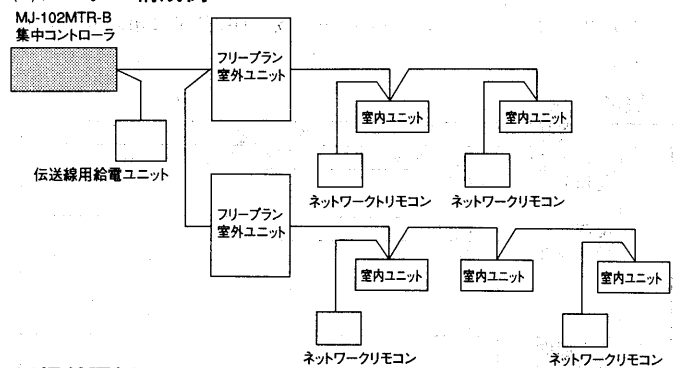 MJ-102MTR-B
集中コントローラ
フリープラン
室外ユニット
室内ユニット
室内ユニット
伝送線用給電ユニット
ネットワークトリモコン
ネットワークリモコン
フリープラン
室外ユニット
室内ユニット
室内ユニット
室内ユニット
ネットワークリモコン
ネットワークリモコン